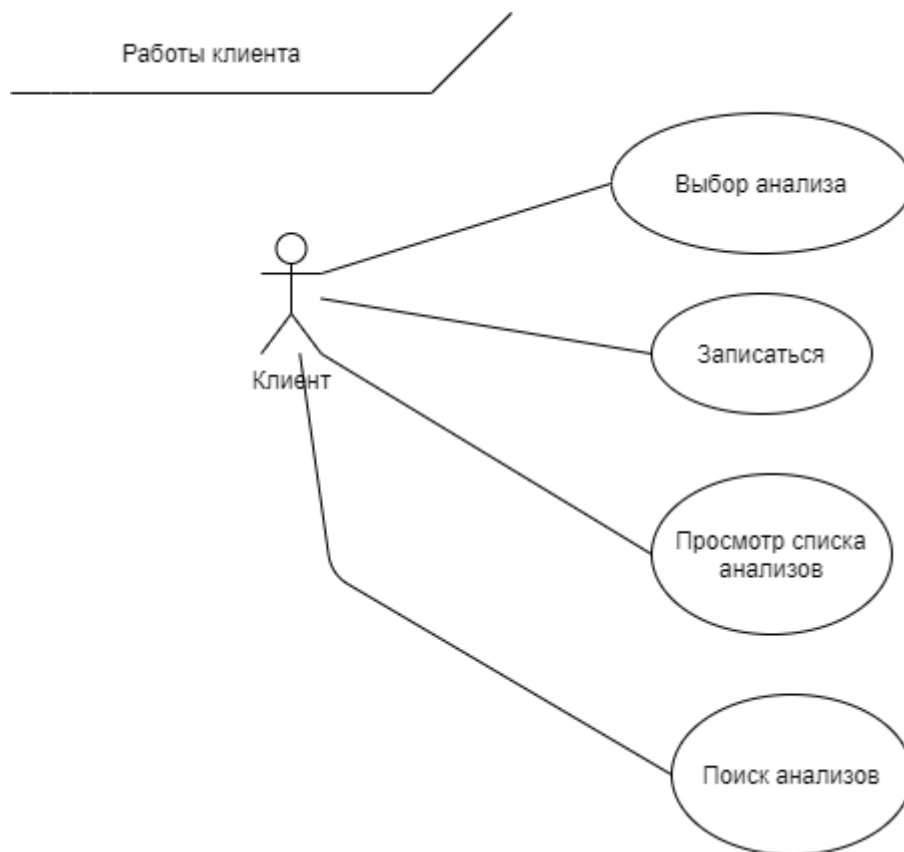 Работы клиента
Выбор анализа
Записаться
Клиент
Просмотр списка
анализов
Поиск анализов